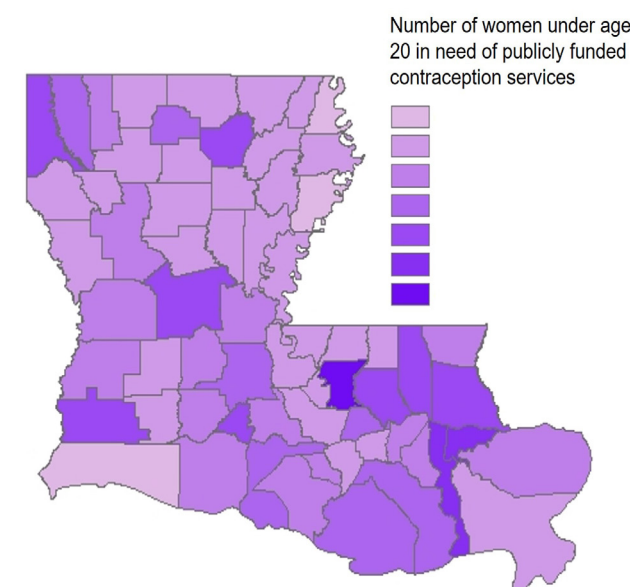 Number of women under age
20 in need of publicly funded
contraception services